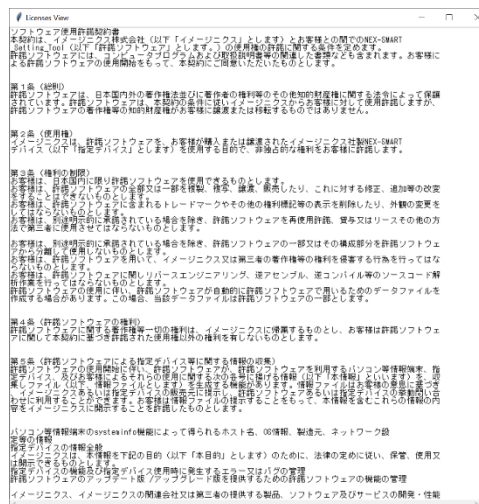 Licenses View
ソフトウェア使用許諾契約書
本契約は、イメージニクス株式会社（以下「イメージニクス」とします）とお客様との間でのNEX-SMART
_Setting_Tool（以下「許諾ソフトウェア」とします。）の使用権の許諾に関する条件を定めます。
許諾ソフトウェアには、コンピュータプログラムおよび取扱説明書等の関連した書類なども含まれます。お客様に
よる許諾ソフトウェアの使用開始をもって、本契約にご同意いただいたものとします。
第１条（総則）
許諾ソフトウェアは、日本国内外の著作権法並びに著作者の権利等のその他知的財産権に関する法令によって保護
されています。許諾ソフトウェアは、本契約の条件に従いイメージニクスからお客様に対して使用許諾しますが、
許諾ソフトウェアの著作権等の知的財産権がお客様に譲渡または移転するものではありません。
第２条（使用権）
イメージニクスは、許諾ソフトウェアを、お客様が購入または譲渡されたイメージニクス社製NEX-SMART
デバイス（以下「指定デバイス」とします）を使用する目的で、非独占的な権利をお客様に許諾します。
第３条（権利の制限）
お客様は、日本国内に限り許諾ソフトウェアを使用できるものとします。
お客様は、許諾ソフトウェアの全部又は一部を複製、複写、譲渡、販売したり、これに対する修正、追加等の改変
をすることはできないものとします。
お客様は、許諾ソフトウェアに含まれるトレードマークやその他の権利標記等の表示を削除したり、外観の変更を
してはならないものとします。
お客様は、別途明示的に承諾されている場合を除き、許諾ソフトウェアを再使用許諾、貸与又はリースその他の方
法で第三者に使用させてはならないものとします。
お客様は、別途明示的に承諾されている場合を除き、許諾ソフトウェアの一部又はその構成部分を許諾ソフトウェ
アから分離して使用しないものとします。
お客様は、許諾ソフトウェアを用いて、イメージニクス又は第三者の著作権等の権利を侵害する行為を行ってはな
らないものとします。
お客様は、許諾ソフトウェアに関しリバースエンジニアリング、逆アセンブル、逆コンパイル等のソースコード解
析作業を行ってはならないものとします。
許諾ソフトウェアの使用に伴い、許諾ソフトウェアが自動的に許諾ソフトウェアで用いるためのデータファイルを
作成する場合があります。この場合、当該データファイルは許諾ソフトウェアの一部とします。
第４条（許諾ソフトウェアの権利）
許諾ソフトウェアに関する著作権等一切の権利は、イメージニクスに帰属するものとし、お客様は許諾ソフトウェ
アに関して本契約に基づき許諾された使用権以外の権利を有しないものとします。
第５条（許諾ソフトウェアによる指定デバイス等に関する情報の収集）
許諾ソフトウェアの使用開始に伴い、許諾ソフトウェアが、許諾ソフトウェアを利用するパソコン等情報端末、指
定デバイス、及びお客様によるそれらの使用に関する次の各号に掲げる情報（以下「本情報」といいます）を、収
集しファイル（以下、情報ファイルとします）を生成する機能があります。情報ファイルはお客様の意思に基づき
、イメージニクスあるいは指定デバイスの販売元に提示し、許諾ソフトウェアあるいは指定デバイスの挙動問い合
わせに利用することができます。お客様は情報ファイルの提示することをもって、本情報を含むこれらの情報の内
容をイメージニクスに開示することを許諾したものとします。
パソコン等情報端末のsysteminfo機能によって得られるホスト名、OS情報、製造元、ネットワーク設
定等の情報
指定デバイスの情報全般
イメージニクスは、本情報を下記の目的（以下「本目的」とします）のために、法律の定めに従い、保管、使用又
は開示できるものとします。
指定デバイスの機能及び指定デバイス使用時に発生するエラー又はバグの管理
許諾ソフトウェアのアップデート版／アップグレード版を提供するための許諾ソフトウェアの機能の管理
イメージニクス、イメージニクスの関連会社又は第三者の提供する製品、ソフトウェア及びサービスの開発・性能